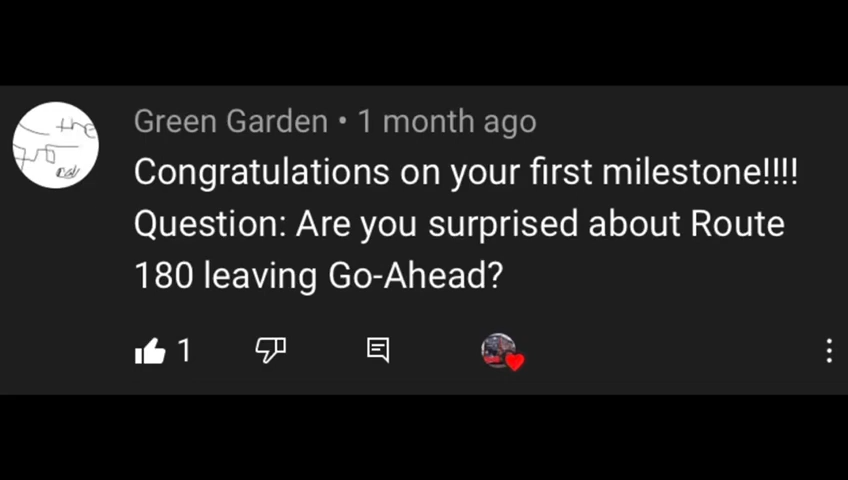 Green Garden • 1 month ago
Congratulations on your first milestone!!!!
Question: Are you surprised about Route
180 leaving Go-Ahead?
1